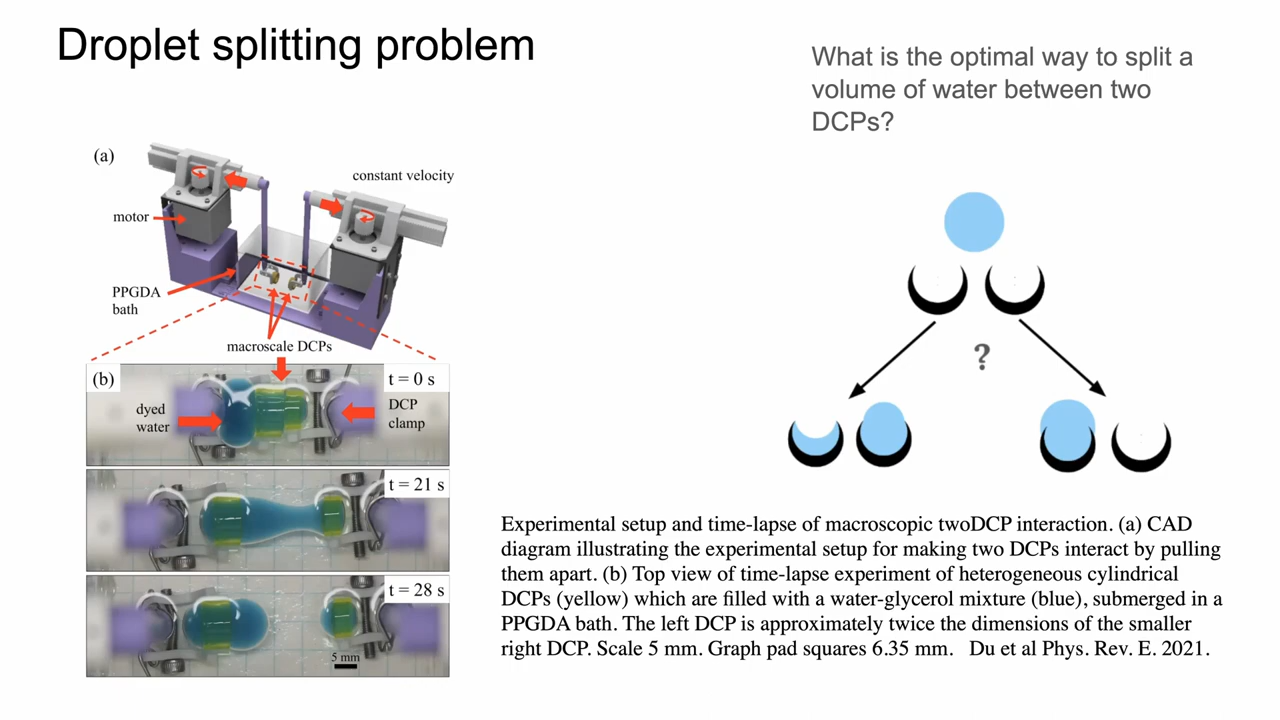 Droplet splitting problem
What is the optimal way to split a
volume of water between two
DCPs?
(a)
constant velocity
motor
PPGDA
bath
macroscale DCPs
(b)
t = 0 s
dyed
water
DCP
clamp
t = 21 s
t = 28 s
5 mm
?
Experimental setup and time-lapse of macroscopic twoDCP interaction. (a) CAD
diagram illustrating the experimental setup for making two DCPs interact by pulling
them apart. (b) Top view of time-lapse experiment of heterogeneous cylindrical
DCPs (yellow) which are filled with a water-glycerol mixture (blue), submerged in a
PPGDA bath. The left DCP is approximately twice the dimensions of the smaller
right DCP. Scale 5 mm. Graph pad squares 6.35 mm. Du et al Phys. Rev. E. 2021.